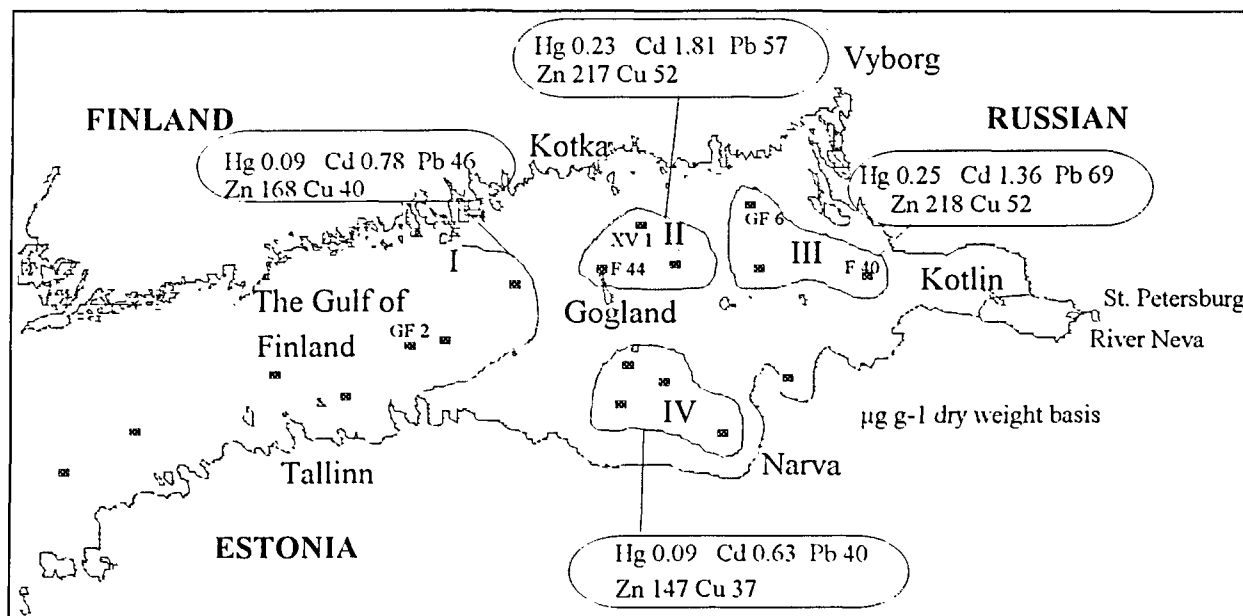 Hg 0.23 Cd 1.81 Pb 57
Zn 217 Cu 52
Vyborg
FINLAND
RUSSIAN
Hg 0.09 Cd 0.78 Pb 46
Zn 168 Cu 40
Kotka
Hg 0.25 Cd 1.36 Pb 69
Zn 218 Cu 52
GF 6
XV 1
II
I
III
F 44
F 40
Kotlin
The Gulf of
Finland
Gogland
St. Petersburg
River Neva
GF 2
IV
µg g-1 dry weight basis
Tallinn
Narva
ESTONIA
Hg 0.09 Cd 0.63 Pb 40
Zn 147 Cu 37